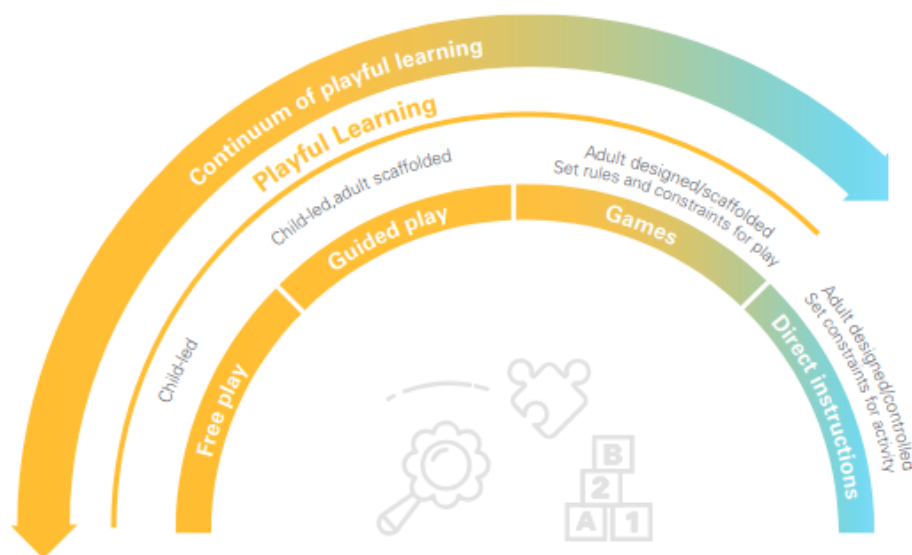 Continuum of playful learning
Playful Learning
Child-led
Child-led,adult scaffolded
Adult designed/scaffolded
Set rules and constraints for play
Adult designed/controlled
Set constraints for activity
Free play
Guided play
Games
Direct instructions
B
2
A 1